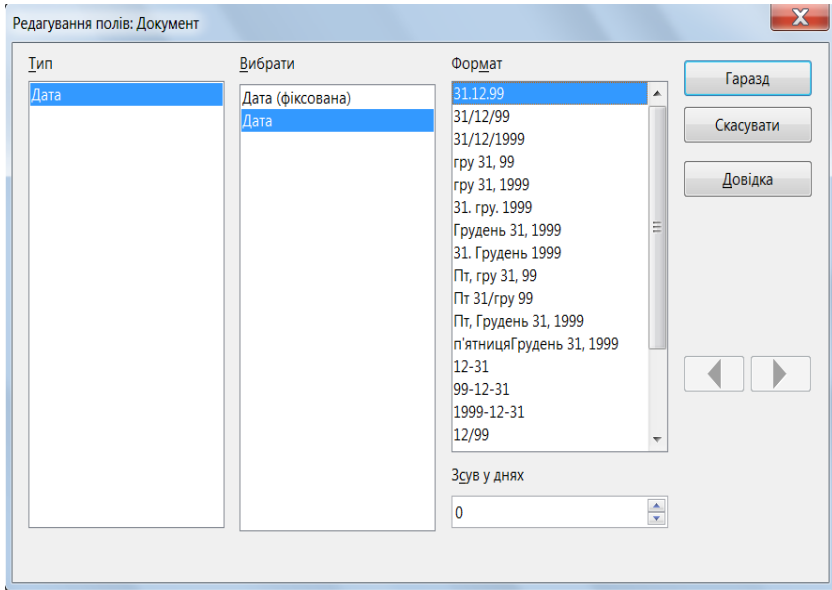 Редагування полів: Документ
Тип
Дата
Вибрати
Дата (фіксована)
Дата
Формат
31.12.99
31/12/99
31/12/1999
гру 31, 99
гру 31, 1999
31. гру. 1999
Грудень 31, 1999
31. Грудень 1999
Пт, гру 31, 99
Пт 31/гру 99
Пт, Грудень 31, 1999
п'ятницяГрудень 31, 1999
12-31
99-12-31
1999-12-31
12/99
Зсув у днях
0
Гаразд
Скасувати
Довідка